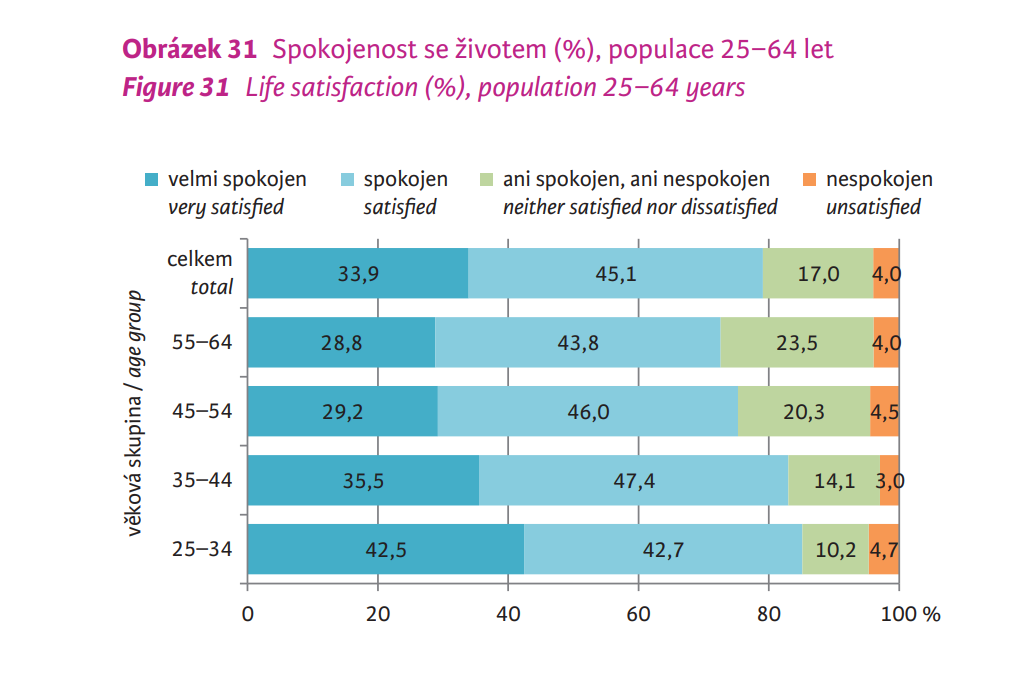 Obrázek 31 Spokojenost se životem (%), populace 25–64 let
Figure 31 Life satisfaction (%), population 25–64 years
velmi spokojen
very satisfied
spokojen
satisfied
ani spokojen, ani nespokojen
neither satisfied nor dissatisfied
nespokojen
unsatisfied
věková skupina / age group
celkem
total
33,9 45,1 17,0 4,0
55–64 28,8 43,8 23,5 4,0
45–54 29,2 46,0 20,3 4,5
35–44 35,5 47,4 14,1 3,0
25–34 42,5 42,7 10,2 4,7
0 20 40 60 80 100 %